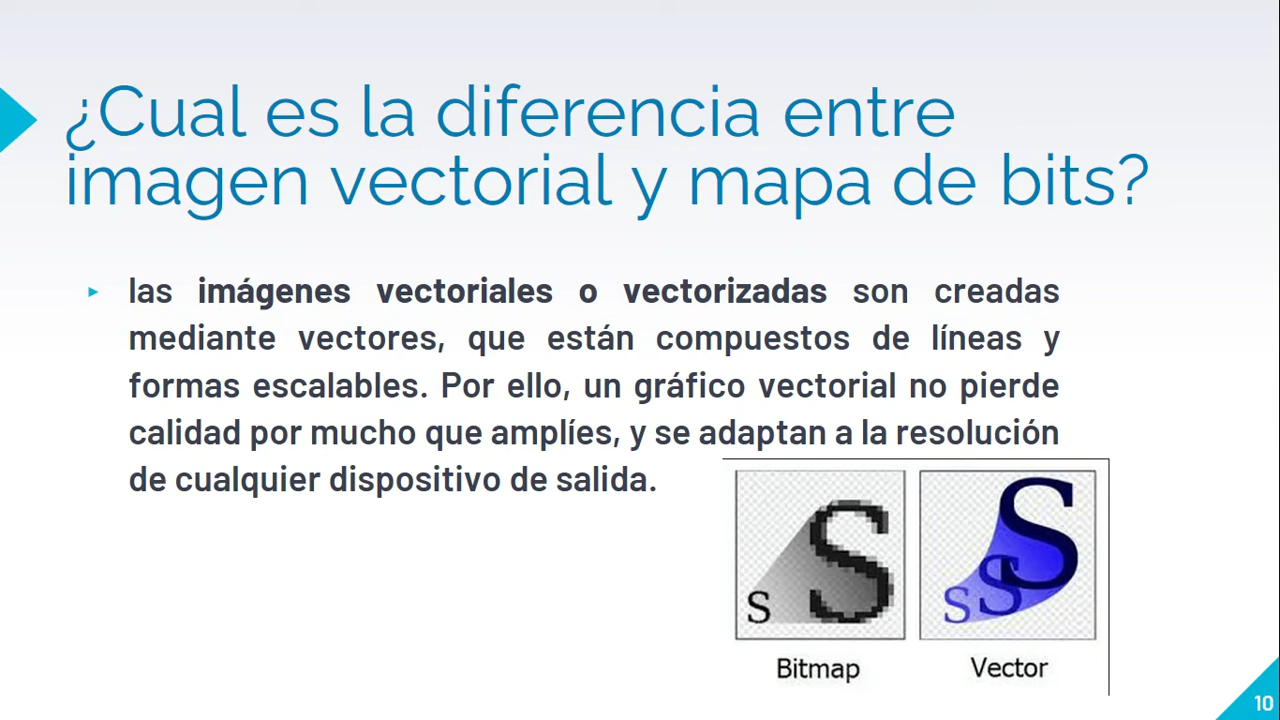 ¿Cual es la diferencia entre
imagen vectorial y mapa de bits?
las imágenes vectoriales o vectorizadas son creadas
mediante vectores, que están compuestos de líneas y
formas escalables. Por ello, un gráfico vectorial no pierde
calidad por mucho que amplíes, y se adaptan a la resolución
de cualquier dispositivo de salida.
S S
S S S
Bitmap
Vector
10